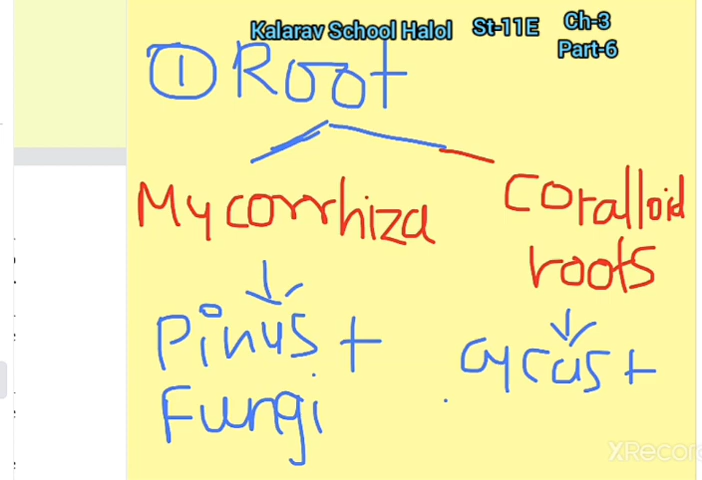 Kalarav School Halol St-11E Ch-3
Part-6
① Root
Mycorrhiza
Coralloid
roots
Pinus +
Fungi
Cycas +
XRecor